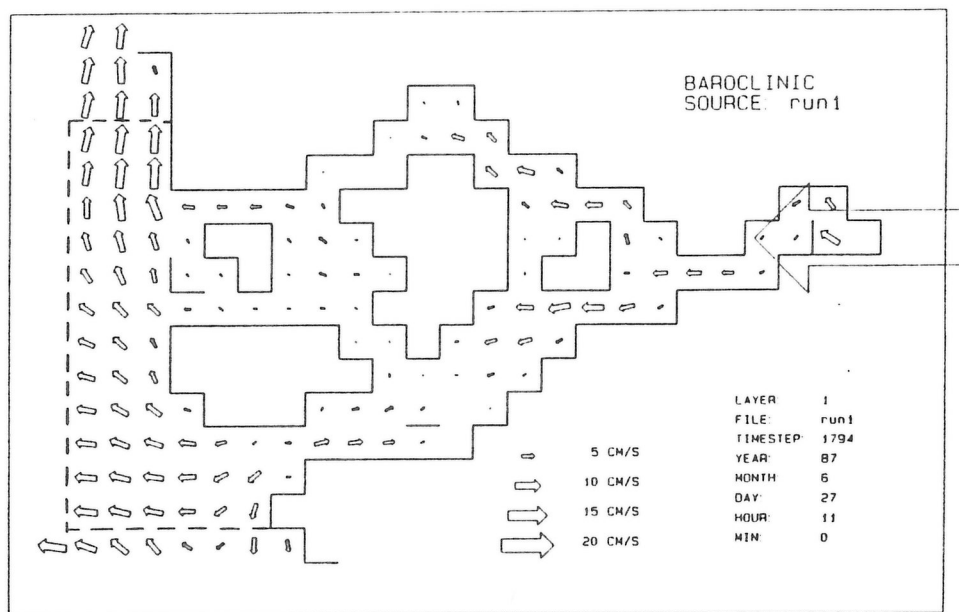 BAROCLINIC
SOURCE: run1
LAYER: 1
FILE: run1
TIMESTEP: 1794
YEAR: 87
MONTH: 6
DAY: 27
HOUR: 11
MIN: 0
5 CM/S
10 CM/S
15 CM/S
20 CM/S